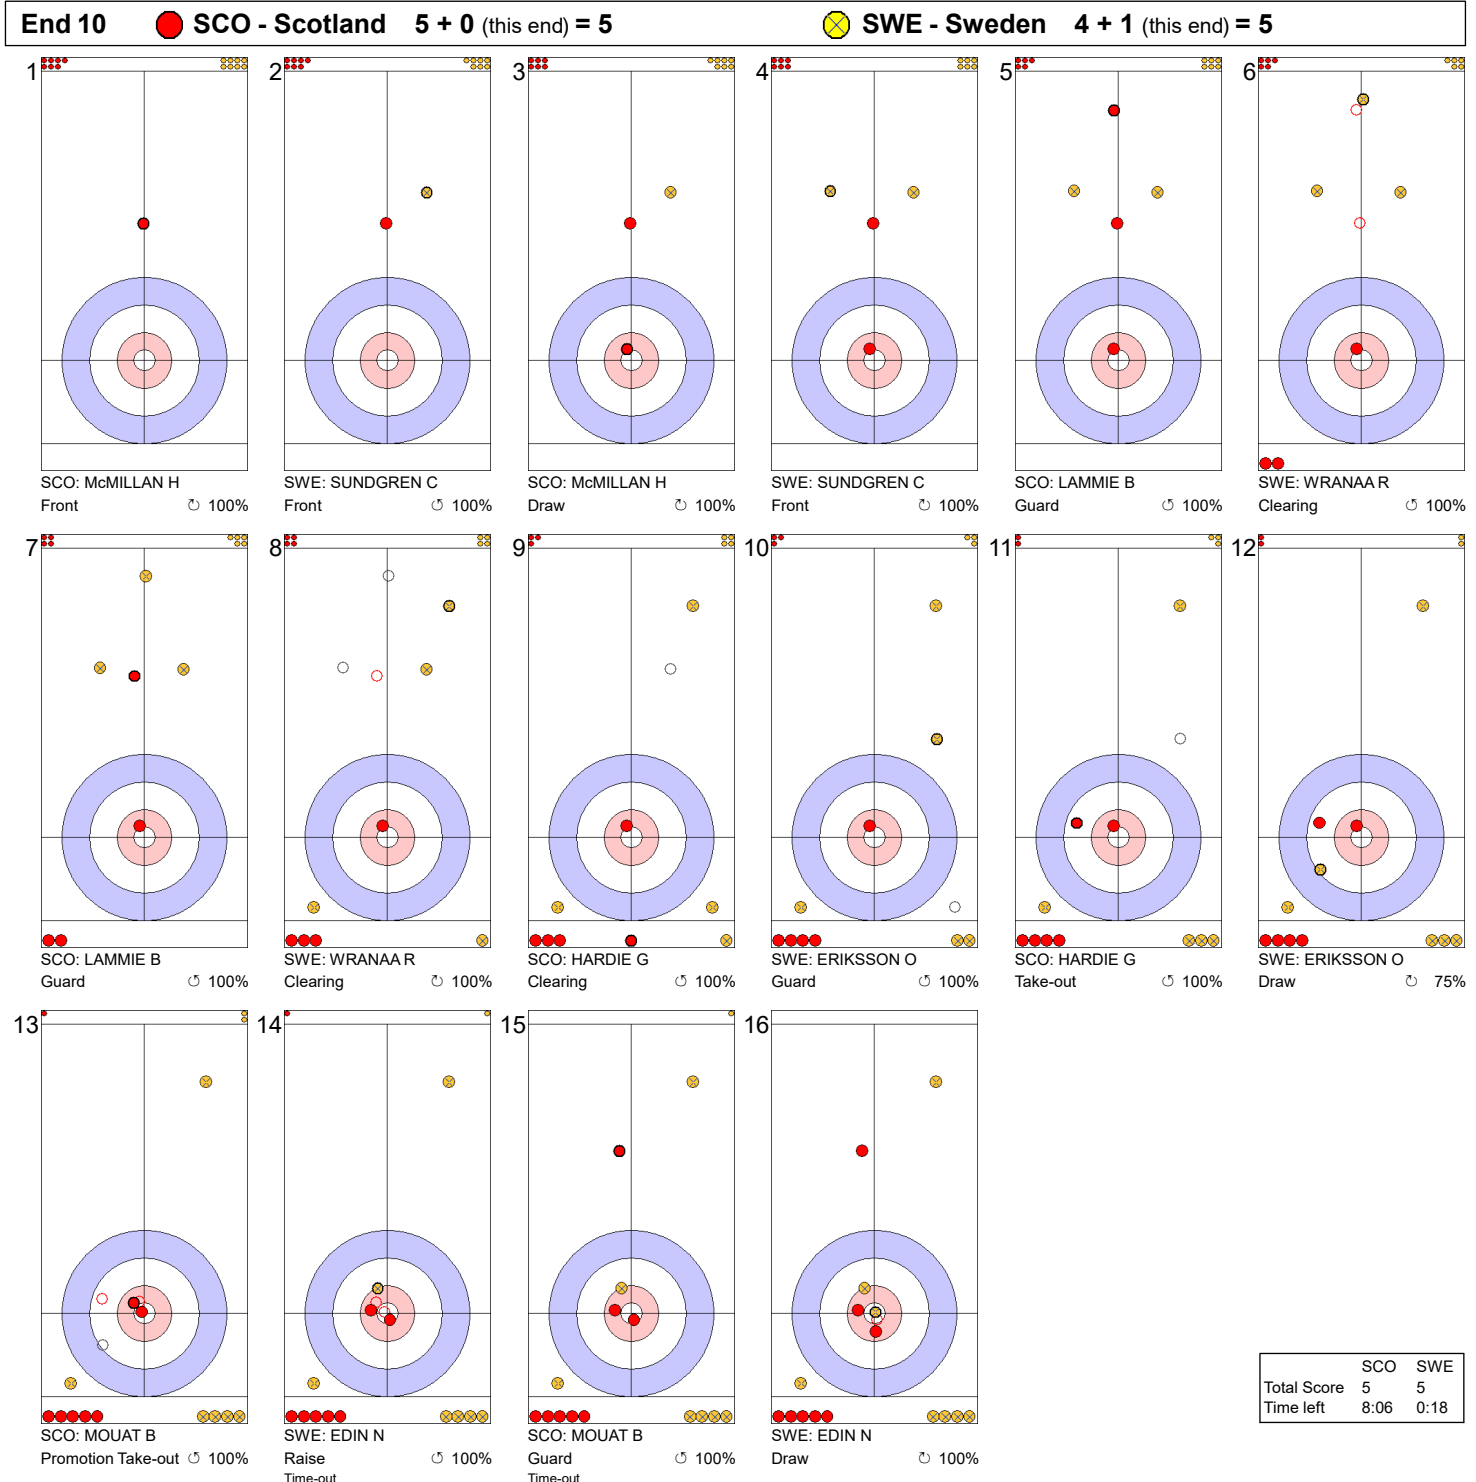 End 10 SCO - Scotland 5 + 0 (this end) = 5 SWE - Sweden 4 + 1 (this end) = 5
1 2 3 4 5 6
SCO: McMILLAN H SWE: SUNDGREN C SCO: McMILLAN H SWE: SUNDGREN C SCO: LAMMIE B SWE: WRANAA R
Front ↻ 100% Front ↺ 100% Draw ↺ 100% Front ↺ 100% Guard ↺ 100% Clearing ↺ 100%
7 8 9 10 11 12
SCO: LAMMIE B SWE: WRANAA R SCO: HARDIE G SWE: ERIKSSON O SCO: HARDIE G SWE: ERIKSSON O
Guard ↻ 100% Clearing ↻ 100% Clearing ↺ 100% Guard ↺ 100% Take-out ↺ 100% Draw ↻ 75%
13 14 15 16
SCO: MOUAT B SWE: EDIN N SCO: MOUAT B SWE: EDIN N
Promotion Take-out ↺ 100% Raise ↺ 100% Guard ↺ 100% Draw ↻ 100%
Time-out Time-out
SCO SWE
Total Score 5 5
Time left 8:06 0:18